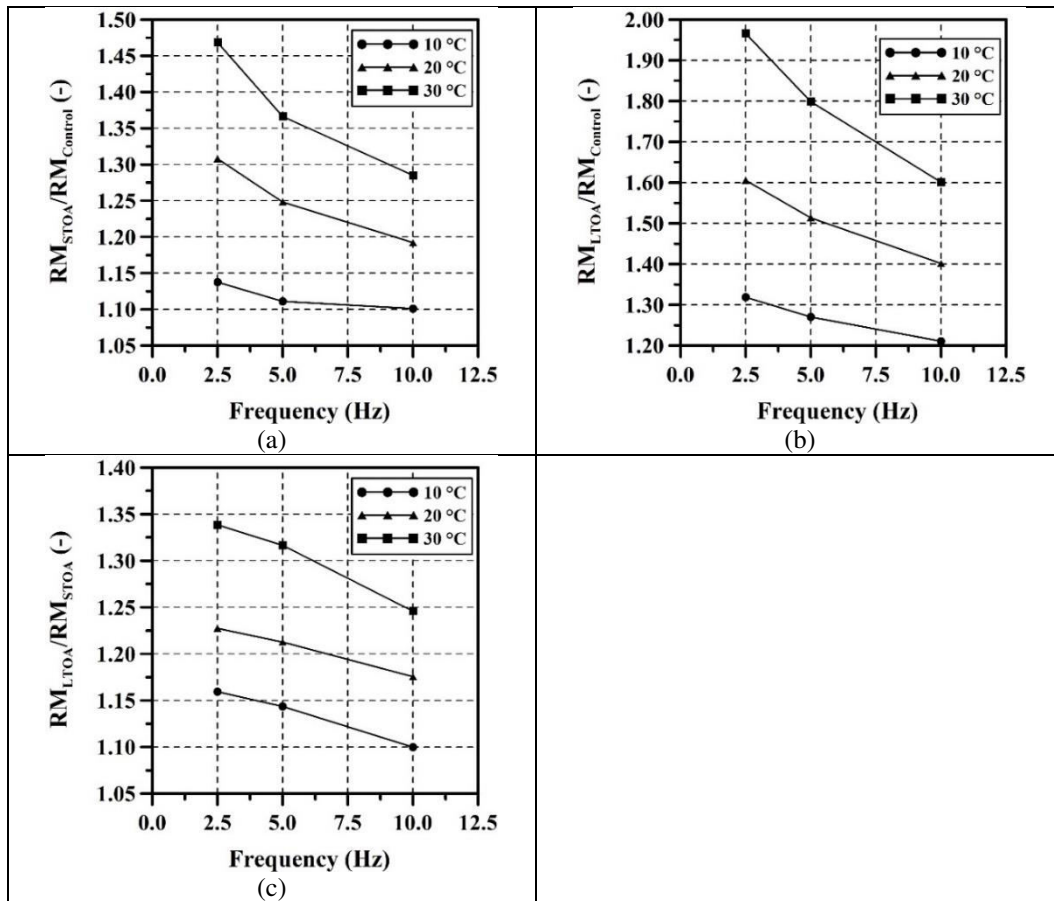 1.50
1.45
1.40
1.35
1.30
1.25
1.20
1.15
1.10
1.05
RM_STOA/RM_Control (-)
10 °C
20 °C
30 °C
0.0 2.5 5.0 7.5 10.0 12.5
Frequency (Hz)
(a)
2.00
1.90
1.80
1.70
1.60
1.50
1.40
1.30
1.20
RM_LTOA/RM_Control (-)
10 °C
20 °C
30 °C
0.0 2.5 5.0 7.5 10.0 12.5
Frequency (Hz)
(b)
1.40
1.35
1.30
1.25
1.20
1.15
1.10
1.05
RM_LTOA/RM_STOA (-)
10 °C
20 °C
30 °C
0.0 2.5 5.0 7.5 10.0 12.5
Frequency (Hz)
(c)